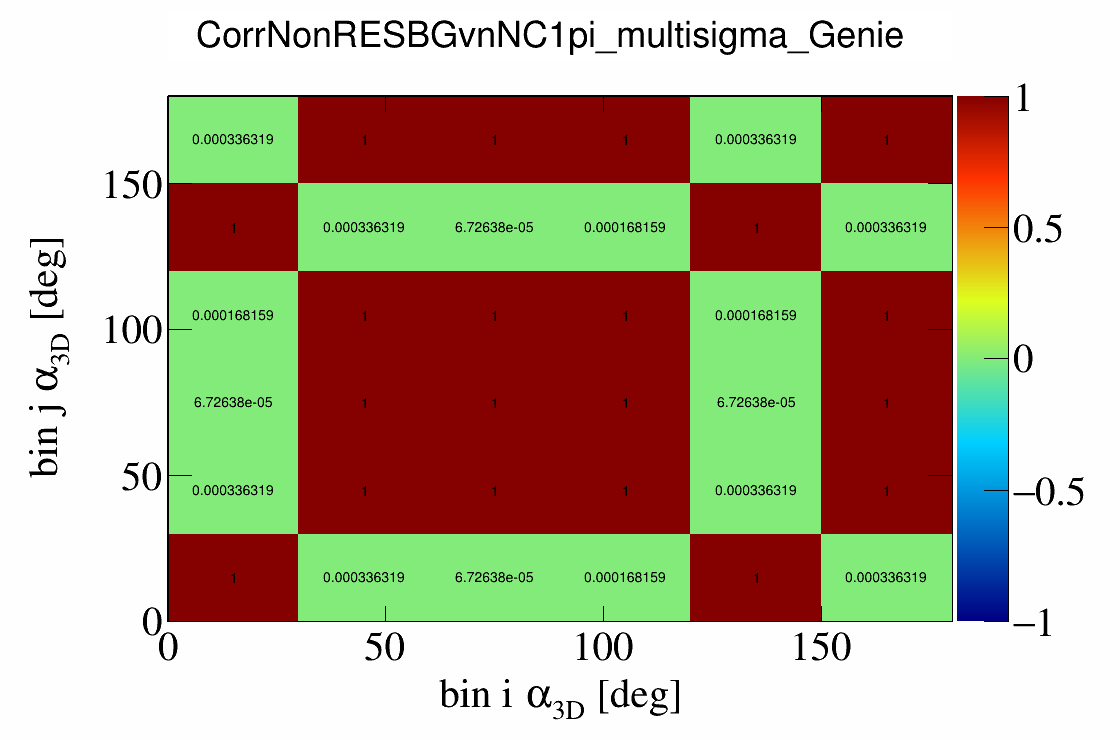 CorrNonRESBGvnNC1pi_multisigma_Genie
0.000336319 1 1 1 0.000336319 1
1 0.000336319 6.72638e-05 0.000168159 1 0.000336319
0.000168159 1 1 1 0.000168159 1
6.72638e-05 1 1 1 6.72638e-05 1
0.000336319 1 1 1 0.000336319 1
1 0.000336319 6.72638e-05 0.000168159 1 0.000336319
150
100
50
0
0 50 100 150
bin j α3D [deg]
bin i α3D [deg]
1
0.5
0
−0.5
−1